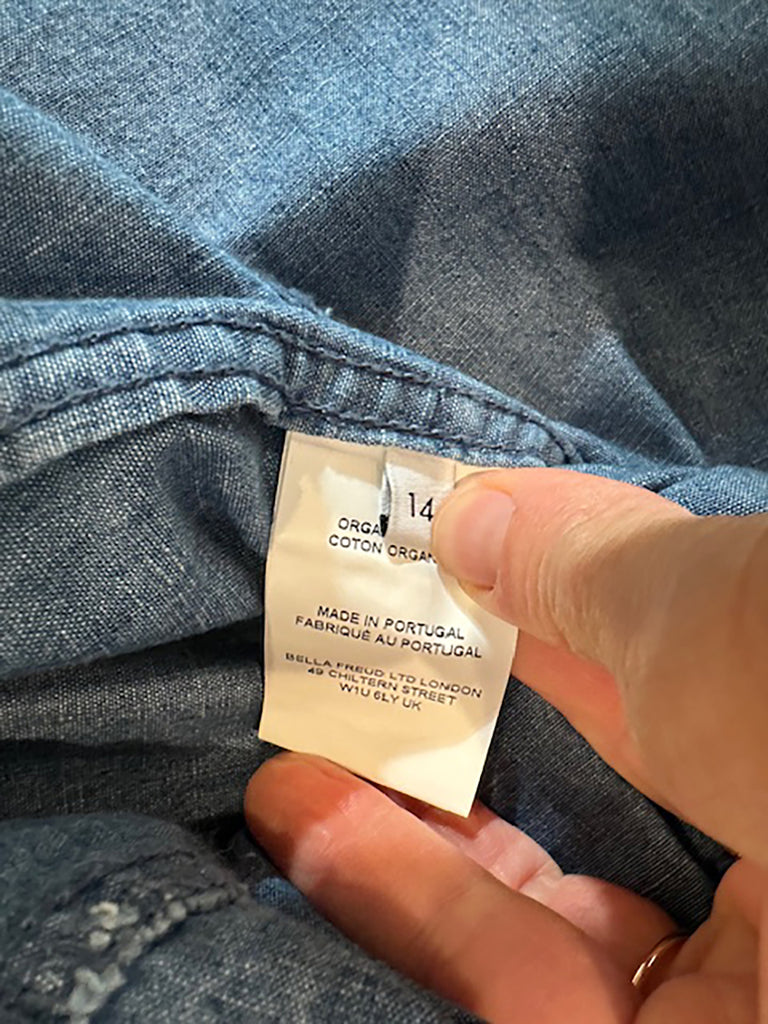 14
COTON
MADE IN PORTUGAL
FABRIQUÉ AU PORTUGAL
BELLA FREUD LTD LONDON
49 CHILTERN STREET
W1U 6LY UK